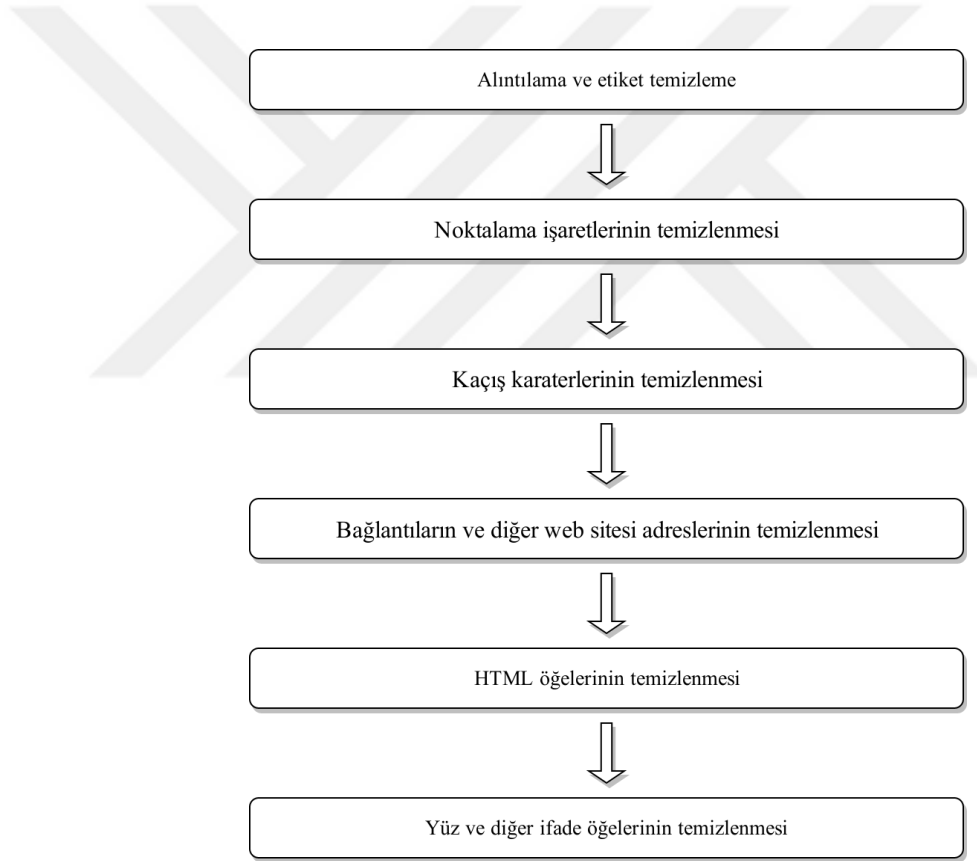 Alıntılama ve etiket temizleme
Noktalama işaretlerinin temizlenmesi
Kaçış karaterlerinin temizlenmesi
Bağlantıların ve diğer web sitesi adreslerinin temizlenmesi
HTML öğelerinin temizlenmesi
Yüz ve diğer ifade öğelerinin temizlenmesi